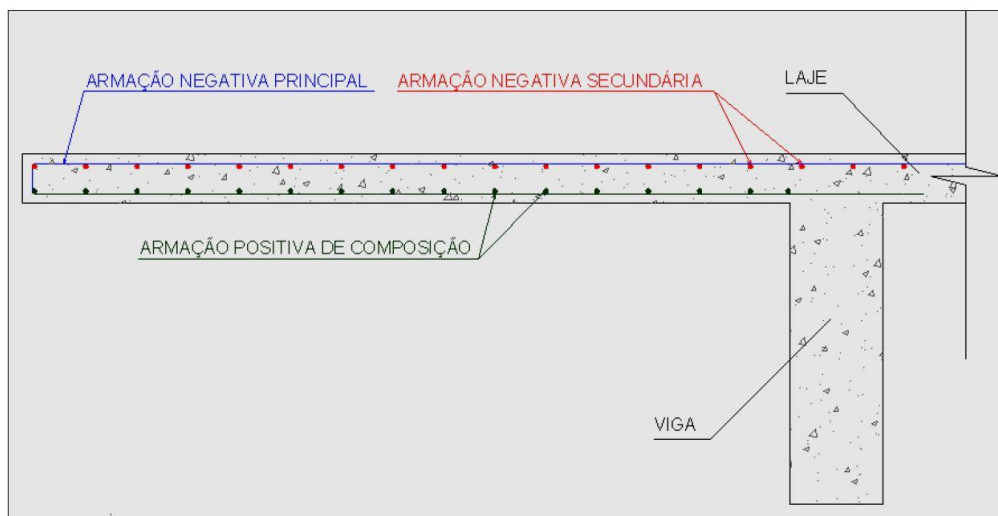 ARMAÇÃO NEGATIVA PRINCIPAL
ARMAÇÃO NEGATIVA SECUNDÁRIA
LAJE
ARMAÇÃO POSITIVA DE COMPOSIÇÃO
VIGA